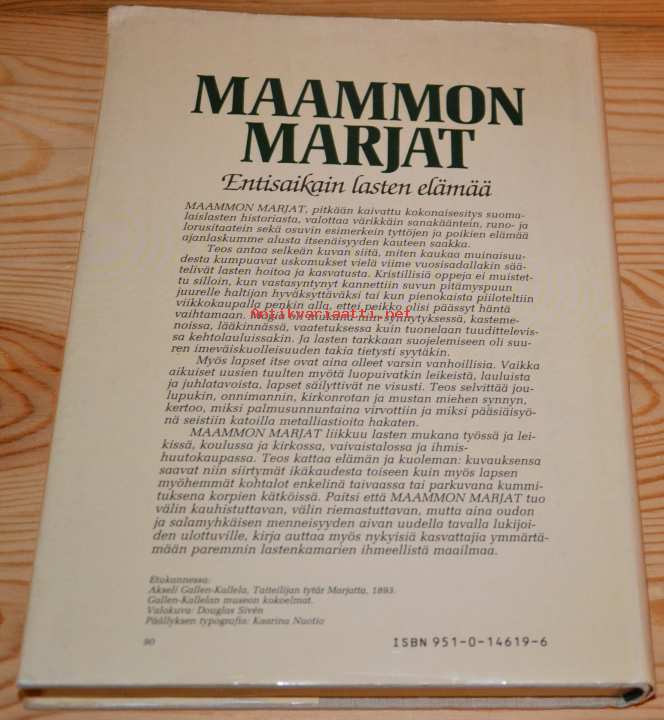 MAAMMON
MARJAT
Entisaikain lasten elämää
MAAMMON MARJAT, pitkään kaivattu kokonaisesitys suoma-
laislasten historiasta, valottaa värikkäin sanakääntein, runo- ja
lorusitaatein sekä osuvin esimerkein tyttöjen ja poikien elämää
ajanlaskumme alusta itsenäisyyden kauteen saakka.
Teos antaa selkeän kuvan siitä, miten kaukaa muinaisuu-
desta kumpuavat uskomukset vielä viime vuosisadallakin sää-
telivät lasten hoitoa ja kasvatusta. Kristillisiä oppeja ei muistet-
tu silloin, kun vastasyntynyt kannettiin suvun pitämyspuun
juurelle haltijan hyväksyttäväksi tai kun pienokaista piiloteltiin
viikkokaupalla penkin alla, ettei peikko olisi päässyt häntä
vaihtamaan. Magia oli mukana niin synnytyksessä, kasteme-
noissa, lääkinnässä, vaatetuksessa kuin tuonelaan tuudittelevis-
sa kehtolauluissakin. Ja lasten tarkkaan suojelemiseen oli suu-
ren imeväiskuolleisuuden takia tietysti syytäkin.
Myös lapset itse ovat aina olleet varsin vanhoillisia. Vaikka
aikuiset uusien tuulten myötä luopuivatkin leikeistä, lauluista
ja juhlatavoista, lapset säilyttivät ne visusti. Teos selvittää jou-
lupukin, onnimannin, kirkonrotan ja mustan miehen synnyn,
kertoo, miksi palmusunnuntaina virvottiin ja miksi pääsiäisyö-
nä seistiin katoilla metalliastioita hakaten.
MAAMMON MARJAT liikkuu lasten mukana työssä ja lei-
kissä, koulussa ja kirkossa, vaivaistalossa ja ihmis-
huutokaupassa. Teos kattaa elämän ja kuoleman: kuvauksensa
saavat niin siirtymät ikäkaudesta toiseen kuin myös lapsen
myöhemmät kohtalot enkelinä taivaassa tai parkuvana kummi-
tuksena korpien kätköissä. Paitsi että MAAMMON MARJAT tuo
välin kauhistuttavan, välin riemastuttavan, mutta aina oudon
ja salamyhkäisen menneisyyden aivan uudella tavalla lukijoi-
den ulottuville, kirja auttaa myös nykyisiä kasvattajia ymmärtä-
mään paremmin lastenkamarien ihmeellistä maailmaa.
Etukannessa:
Akseli Gallen-Kallela, Taiteilijan tytär Marjatta, 1893.
Gallen-Kallelan museon kokoelmat.
Valokuva: Douglas Sivén
Päällyksen typografia: Kaarina Nuotio
90
ISBN 951-0-14619-6
Antikvariaatti.net